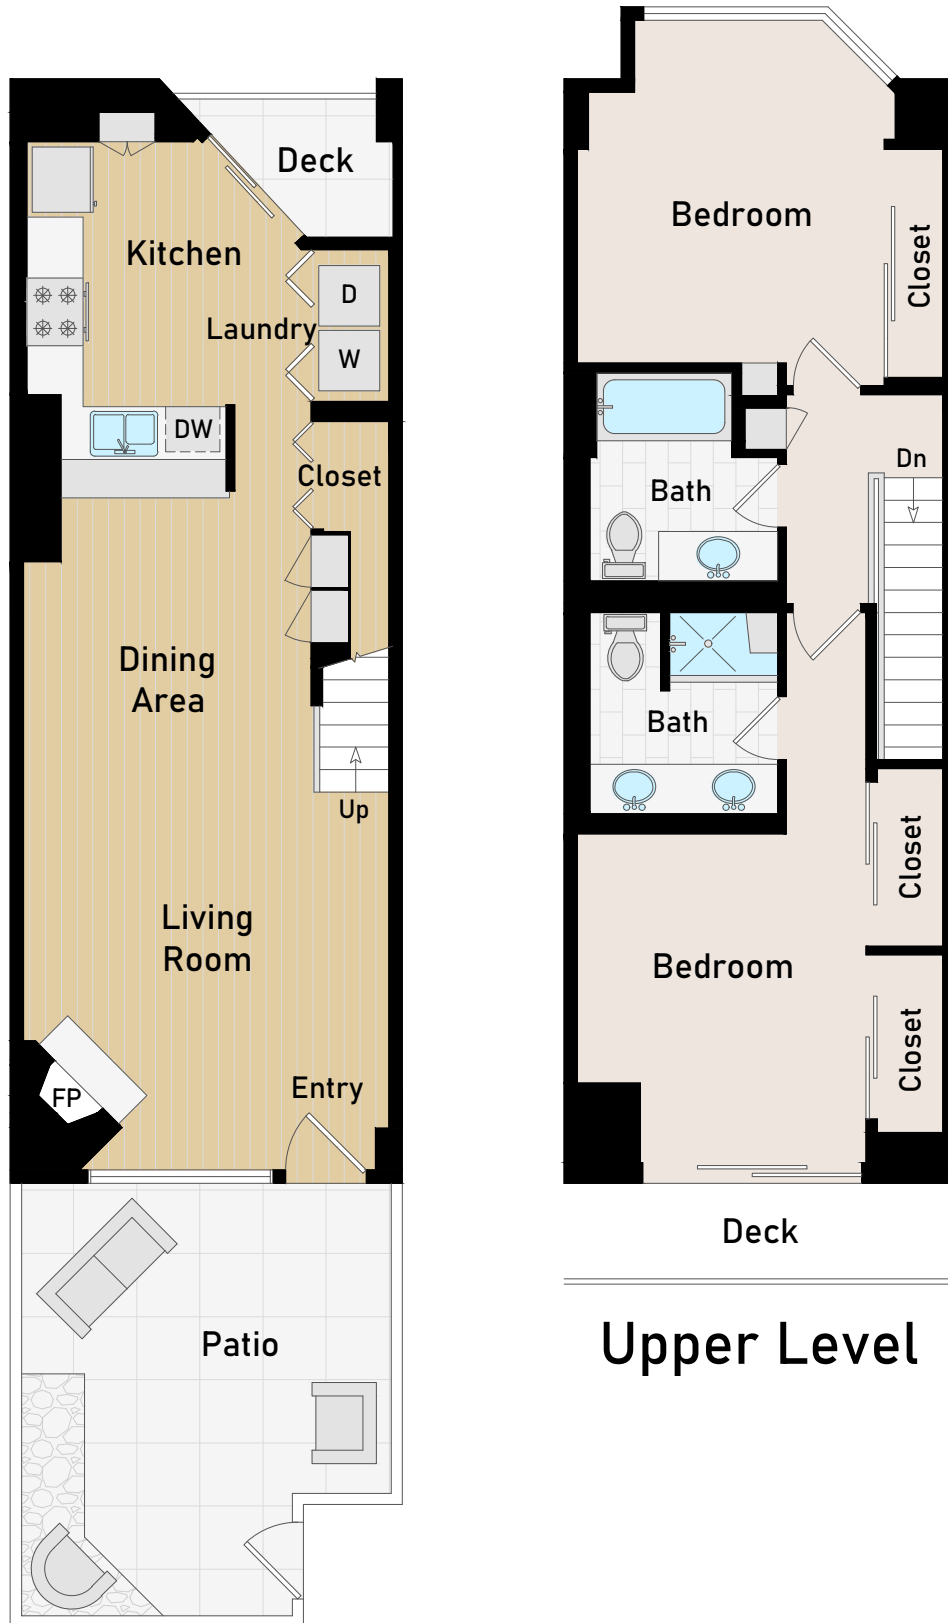 Deck
Kitchen
D
Laundry
W
DW
Closet
Dining
Area
Up
Living
Room
Entry
FP
Patio
Bedroom
Closet
Dn
Bath
Bath
Closet
Bedroom
Closet
Deck
Upper Level